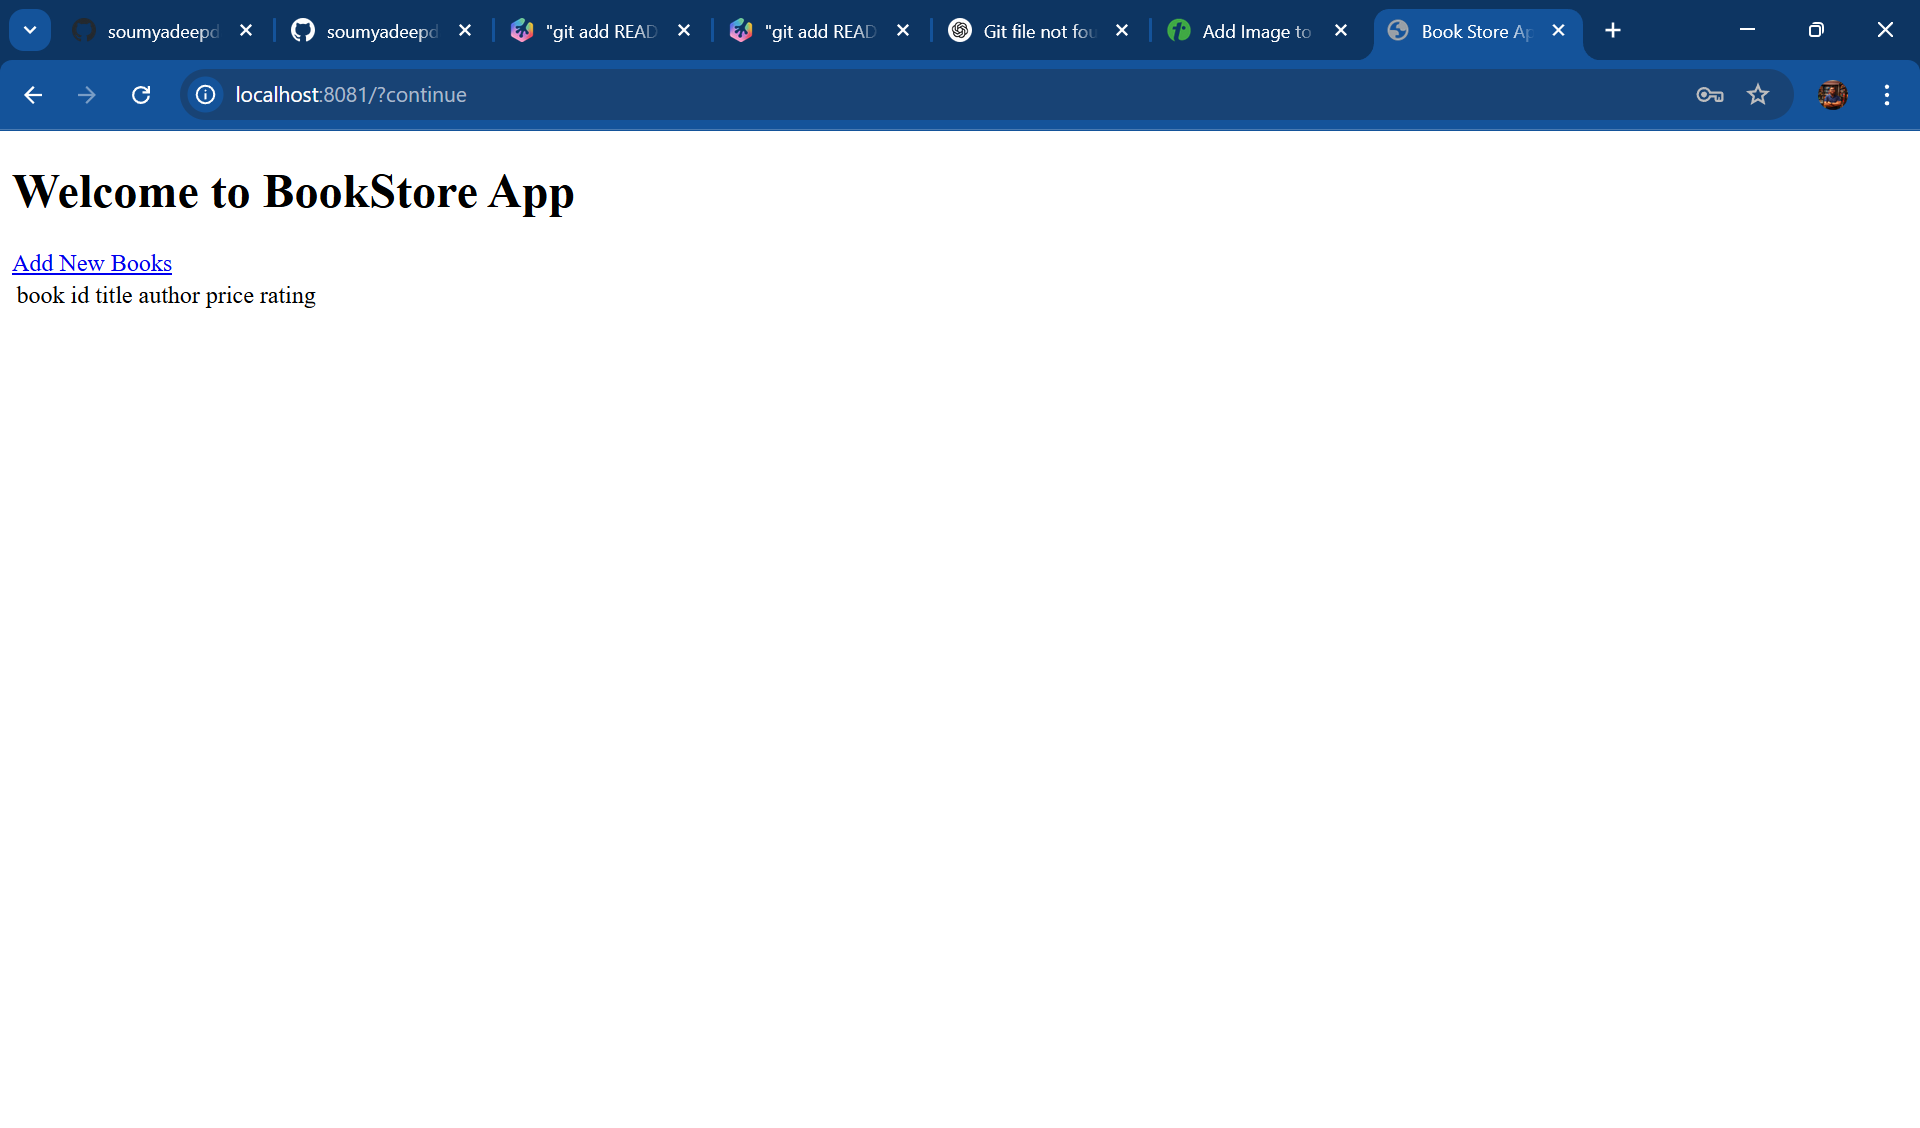 soumyadeepd
soumyadeepd
"git add READ
"git add READ
Git file not fou
Add Image to
Book Store Ap
localhost:8081/?continue
Welcome to BookStore App
Add New Books
book id title author price rating